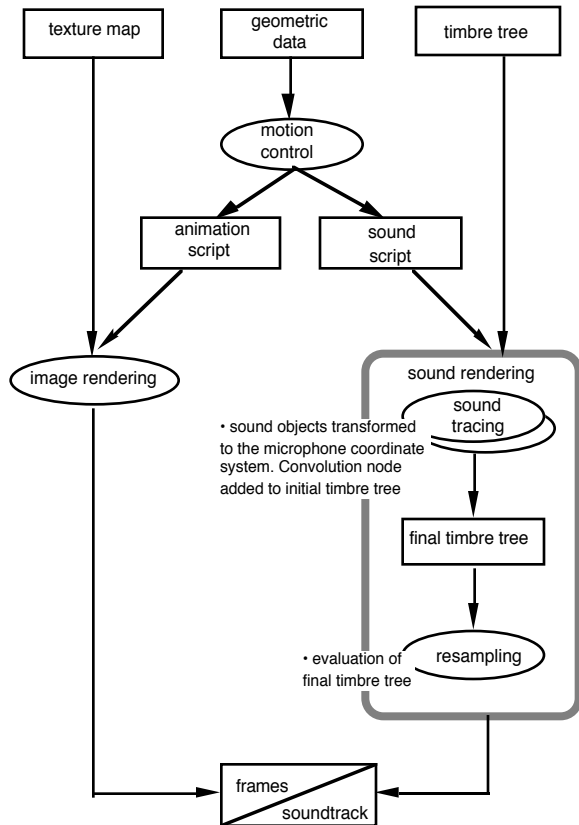 texture map
geometric
data
timbre tree
motion
control
animation
script
sound
script
image rendering
sound rendering
sound
tracing
• sound objects transformed
to the microphone coordinate
system. Convolution node
added to initial timbre tree
final timbre tree
• evaluation of
final timbre tree
resampling
frames
soundtrack